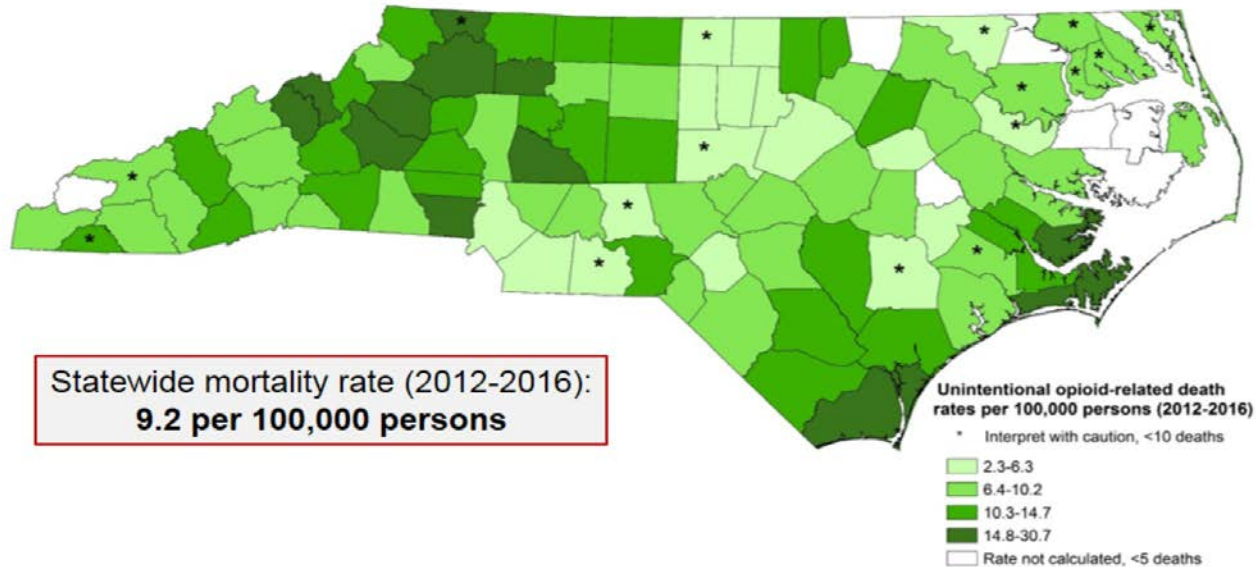 Statewide mortality rate (2012-2016):
9.2 per 100,000 persons
Unintentional opioid-related death
rates per 100,000 persons (2012-2016)
* Interpret with caution, <10 deaths
2.3-6.3
6.4-10.2
10.3-14.7
14.8-30.7
Rate not calculated, <5 deaths